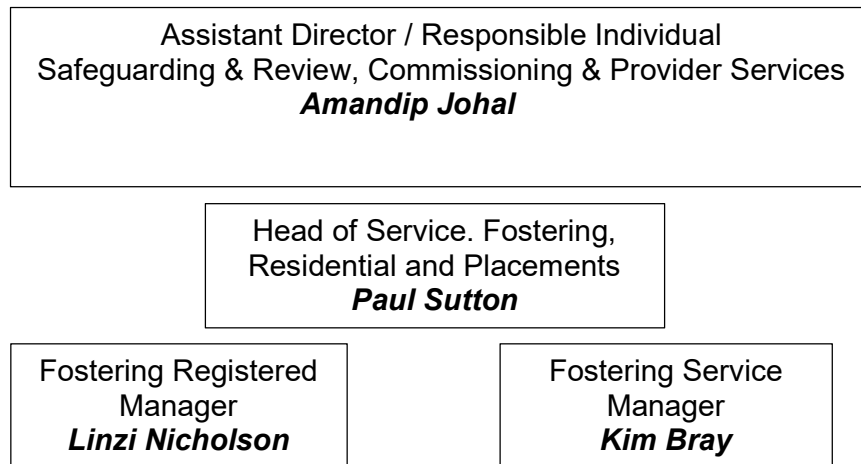 Assistant Director / Responsible Individual
Safeguarding & Review, Commissioning & Provider Services
Amandip Johal
Head of Service. Fostering,
Residential and Placements
Paul Sutton
Fostering Registered
Manager
Linzi Nicholson
Fostering Service
Manager
Kim Bray